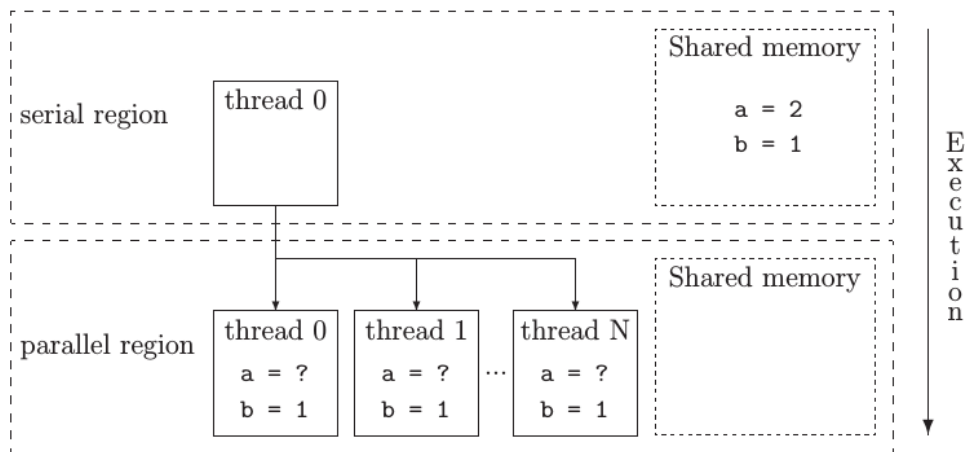 Shared memory
thread 0
serial region
a = 2
b = 1
Execution
Shared memory
thread 0 thread 1 thread N
parallel region
a = ? a = ? ... a = ?
b = 1 b = 1 b = 1